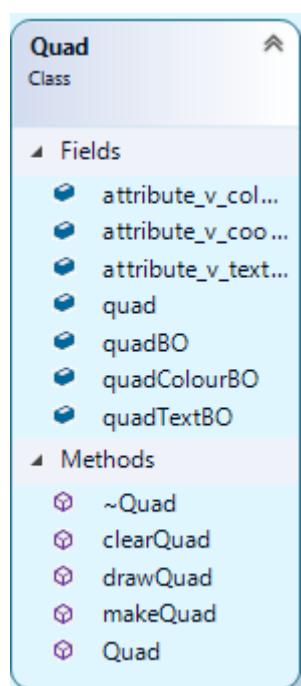 Quad
Class
Fields
attribute_v_col...
attribute_v_coo...
attribute_v_text...
quad
quadBO
quadColourBO
quadTextBO
Methods
~Quad
clearQuad
drawQuad
makeQuad
Quad